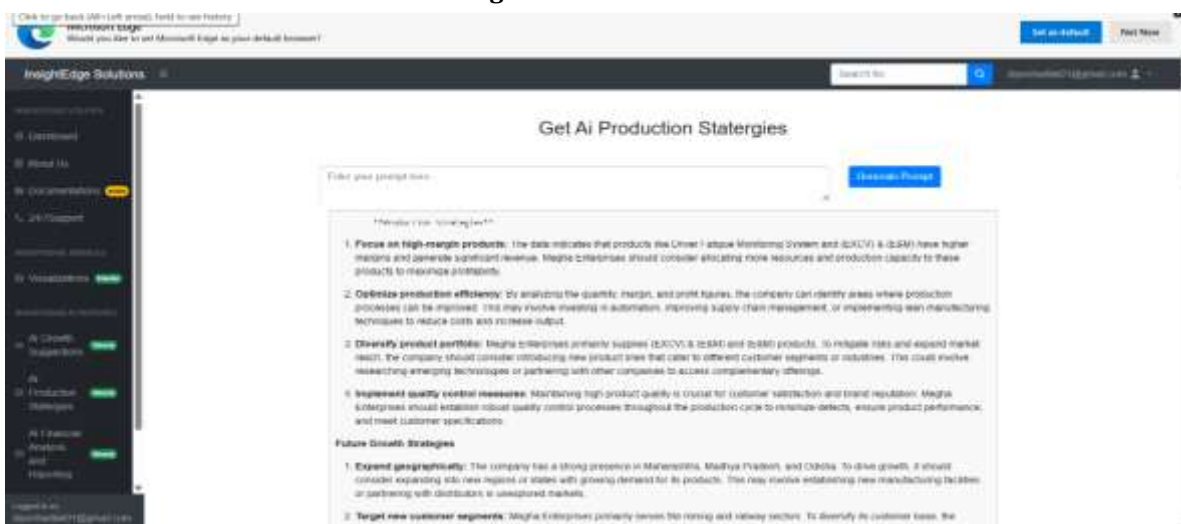 Click to go back (Alt+Left arrow), hold to see history
Microsoft Edge
Would you like to set Microsoft Edge as your default browser?
Set as default
Not Now
InsightEdge Solutions
Search for
Get Ai Production Statergies
Dashboard
About Us
Documentations
24/7Support
Visualizations
Ai Growth
Suggestions
Ai
Production
Ai Financial
Analysis
and
Reporting
Logged in as:
Enter your prompt here
Generate Prompt
**Production Strategies**
1. Focus on high-margin products: The data indicates that products like Driver Fatigue Monitoring System and (EXCV) & (E&M) have higher
margins and generate significant revenue. Megha Enterprises should consider allocating more resources and production capacity to these
products to maximize profitability.
2. Optimize production efficiency: By analyzing the quantity, margin, and profit figures, the company can identify areas where production
processes can be improved. This may involve investing in automation, improving supply chain management, or implementing lean manufacturing
techniques to reduce costs and increase output.
3. Diversify product portfolio: Megha Enterprises primarily supplies (EXCV) & (E&M) and (E&M) products. To mitigate risks and expand market
reach, the company should consider introducing new product lines that cater to different customer segments or industries. This could involve
researching emerging technologies or partnering with other companies to access complementary offerings.
4. Implement quality control measures: Maintaining high product quality is crucial for customer satisfaction and brand reputation. Megha
Enterprises should establish robust quality control processes throughout the production cycle to minimize defects, ensure product performance,
and meet customer specifications.
Future Growth Strategies
1. Expand geographically: The company has a strong presence in Maharashtra, Madhya Pradesh, and Odisha. To drive growth, it should
consider expanding into new regions or states with growing demand for its products. This may involve establishing new manufacturing facilities
or partnering with distributors in unexplored markets.
2. Target new customer segments: Megha Enterprises primarily serves the mining and railway sectors. To diversify its customer base, the